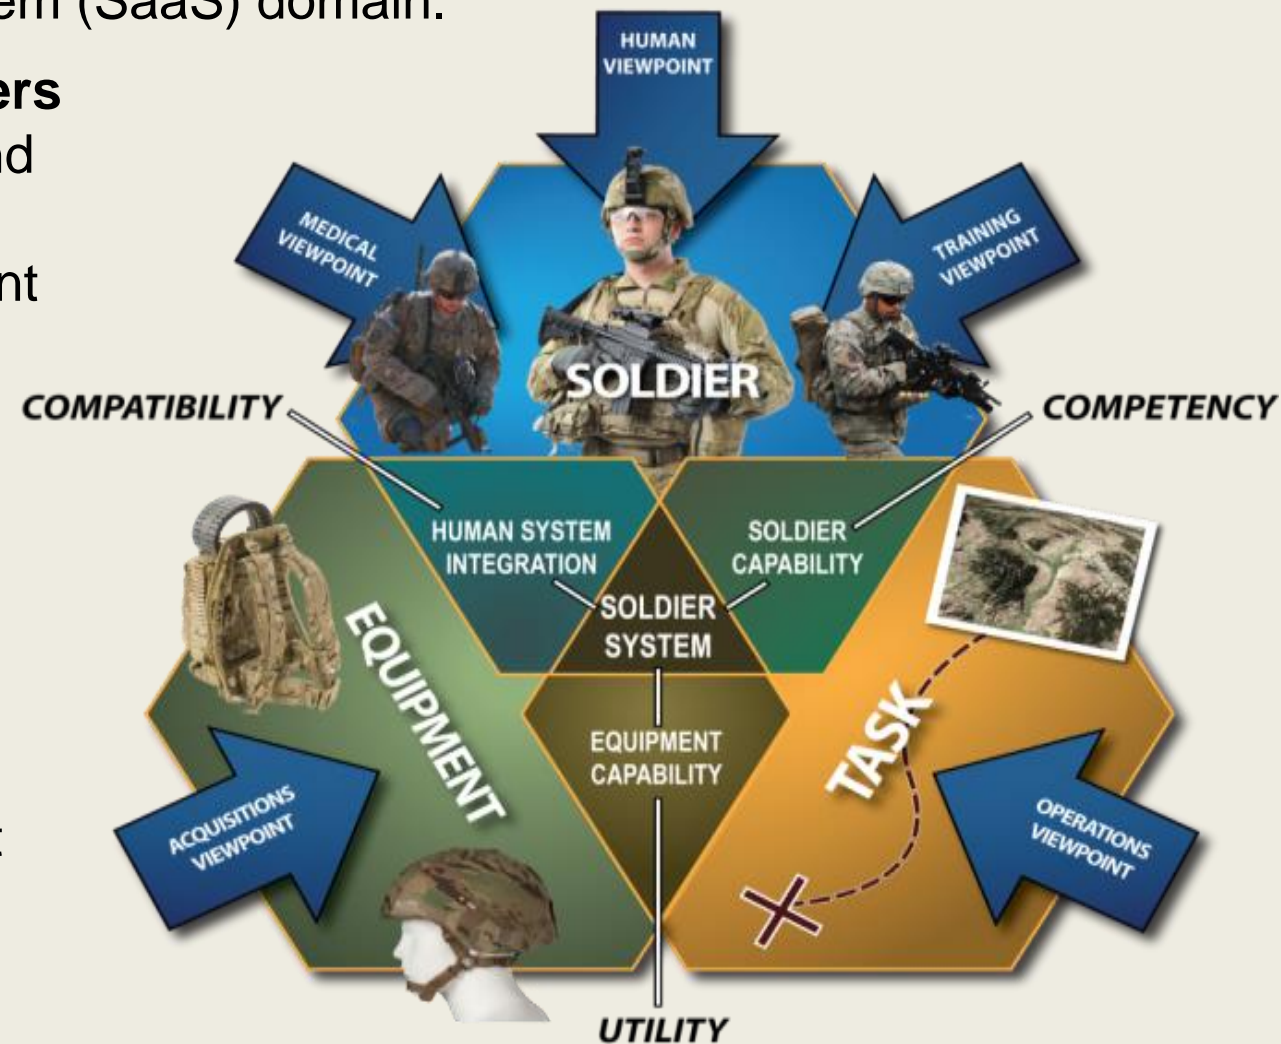 em (SaaS) domain.
ers
nd
nt
t
HUMAN
VIEWPOINT
MEDICAL
VIEWPOINT
TRAINING
VIEWPOINT
SOLDIER
COMPATIBILITY
COMPETENCY
HUMAN SYSTEM
INTEGRATION
SOLDIER
CAPABILITY
SOLDIER
SYSTEM
EQUIPMENT
TASK
EQUIPMENT
CAPABILITY
ACQUISITIONS
VIEWPOINT
OPERATIONS
VIEWPOINT
UTILITY